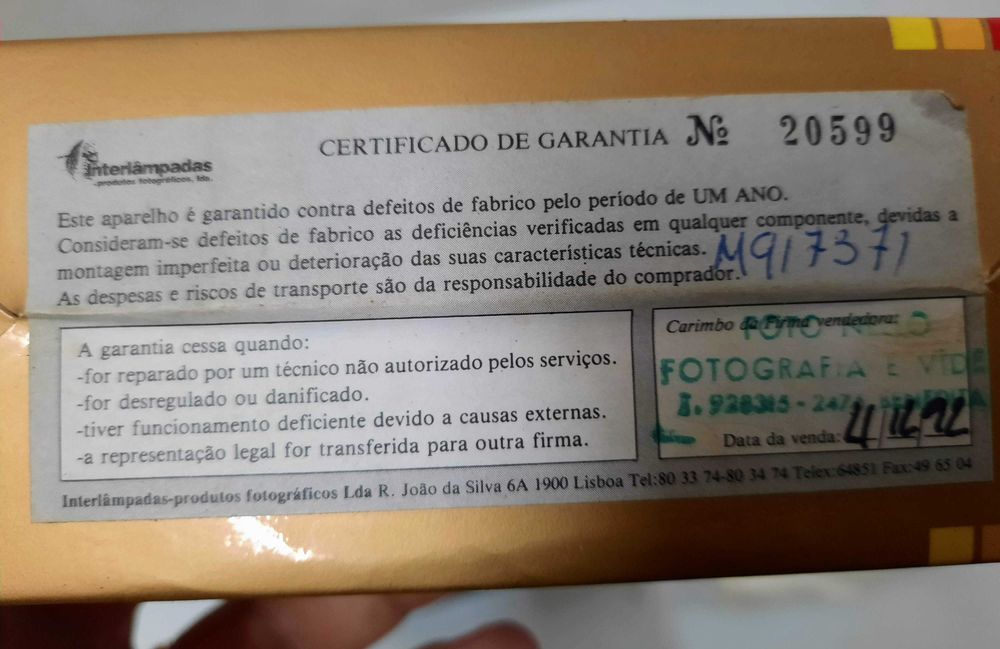 Interlâmpadas
produtos fotográficos, lda.
CERTIFICADO DE GARANTIA Nº 20599
Este aparelho é garantido contra defeitos de fabrico pelo período de UM ANO.
Consideram-se defeitos de fabrico as deficiências verificadas em qualquer componente, devidas a
montagem imperfeita ou deterioração das suas características técnicas.
As despesas e riscos de transporte são da responsabilidade do comprador.
M917371
A garantia cessa quando:
-for reparado por um técnico não autorizado pelos serviços.
-for desregulado ou danificado.
-tiver funcionamento deficiente devido a causas externas.
-a representação legal for transferida para outra firma.
Carimbo da Firma vendedora:
FOTO
FOTOGRAFIA E VIDE
Data da venda: 4/12/92
Interlâmpadas-produtos fotográficos Lda R. João da Silva 6A 1900 Lisboa Tel:80 33 74-80 34 74 Telex:64851 Fax:49 65 04